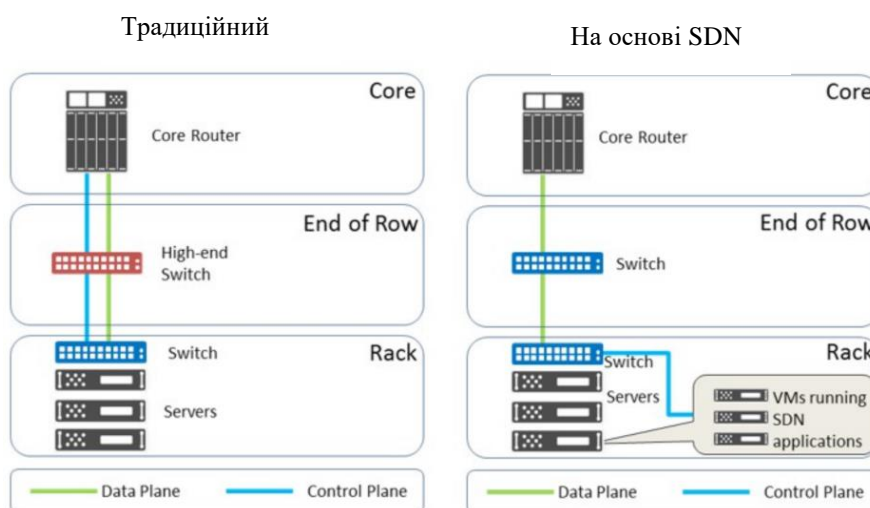 Традиційний
Core
Core Router
End of Row
High-end
Switch
Switch
Rack
Servers
Data Plane
Control Plane
На основі SDN
Core
Core Router
End of Row
Switch
Rack
Switch
Servers
VMs running
SDN
applications
Data Plane
Control Plane